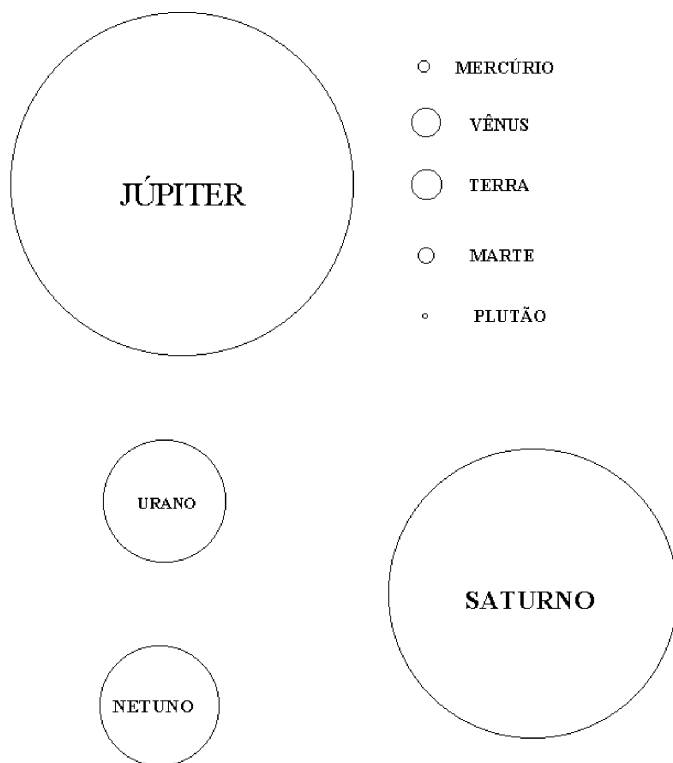 JÚPITER
MERCÚRIO
VÊNUS
TERRA
MARTE
PLUTÃO
URANO
SATURNO
NETUNO